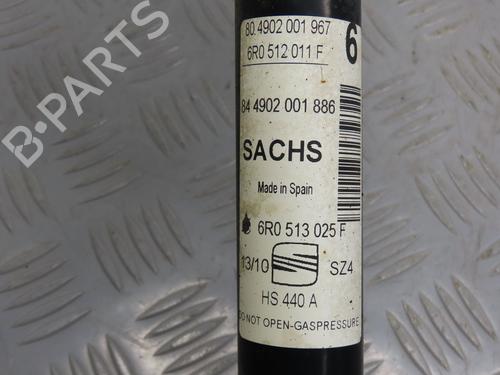 80 4902 001 967
6R0 512 011 F
6
84 4902 001 886
SACHS
Made in Spain
6R0 513 025 F
13/10 SZ4
HS 440 A
DO NOT OPEN-GASPRESSURE
B-PARTS